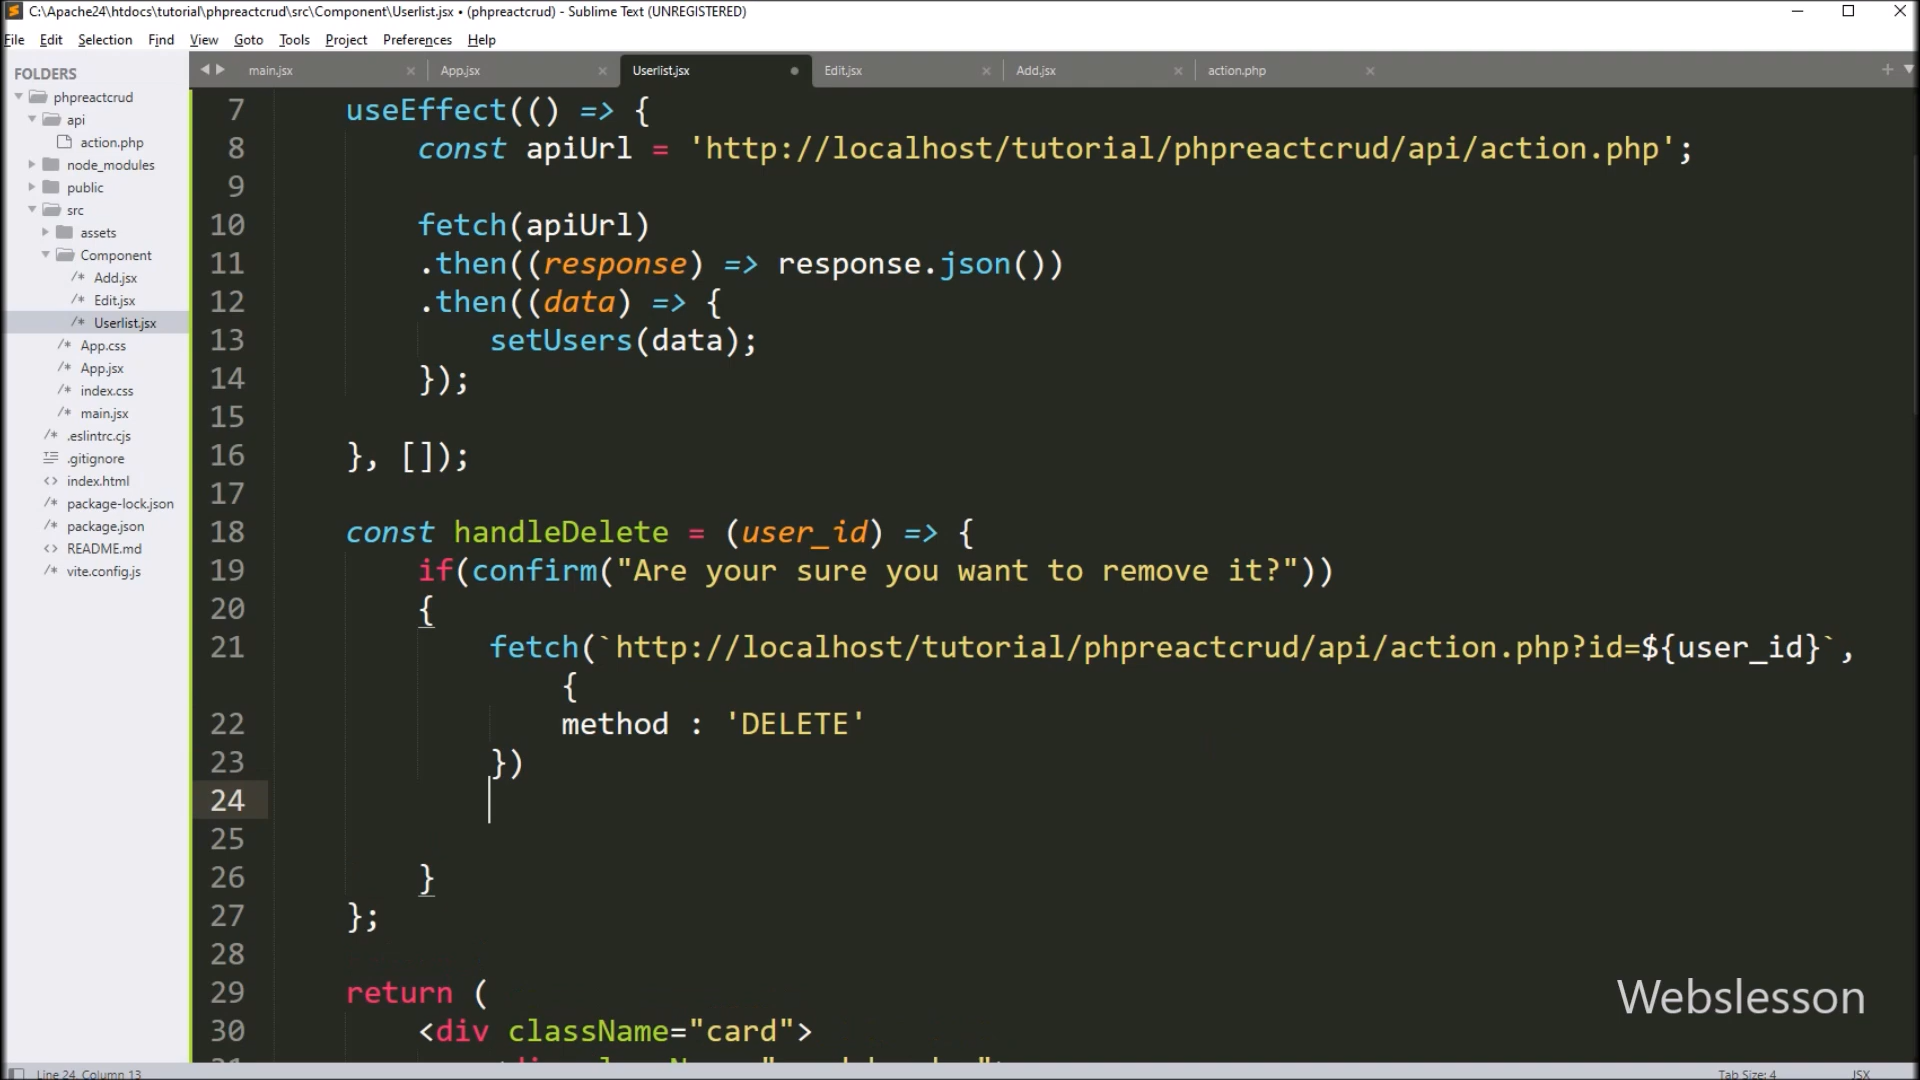 C:\Apache24\htdocs\tutorial\phpreactcrud\src\Component\Userlist.jsx • (phpreactcrud) - Sublime Text (UNREGISTERED)
File Edit Selection Find View Goto Tools Project Preferences Help
FOLDERS
phpreactcrud
api
action.php
node_modules
public
src
assets
Component
/* Add.jsx
/* Edit.jsx
/* Userlist.jsx
/* App.css
/* App.jsx
/* index.css
/* main.jsx
/* .eslintrc.cjs
.gitignore
<> index.html
/* package-lock.json
/* package.json
<> README.md
/* vite.config.js
main.jsx App.jsx Userlist.jsx Edit.jsx Add.jsx action.php
7 useEffect(() => {
8 const apiUrl = 'http://localhost/tutorial/phpreactcrud/api/action.php';
9
10 fetch(apiUrl)
11 .then((response) => response.json())
12 .then((data) => {
13 setUsers(data);
14 });
15
16 }, []);
17
18 const handleDelete = (user_id) => {
19 if(confirm("Are your sure you want to remove it?"))
20 {
21 fetch(`http://localhost/tutorial/phpreactcrud/api/action.php?id=${user_id}`,
{
22 method : 'DELETE'
23 })
24
25
26 }
27 };
28
29 return (
30 <div className="card">
Webslesson
Line 24, Column 13
Tab Size: 4
JSX